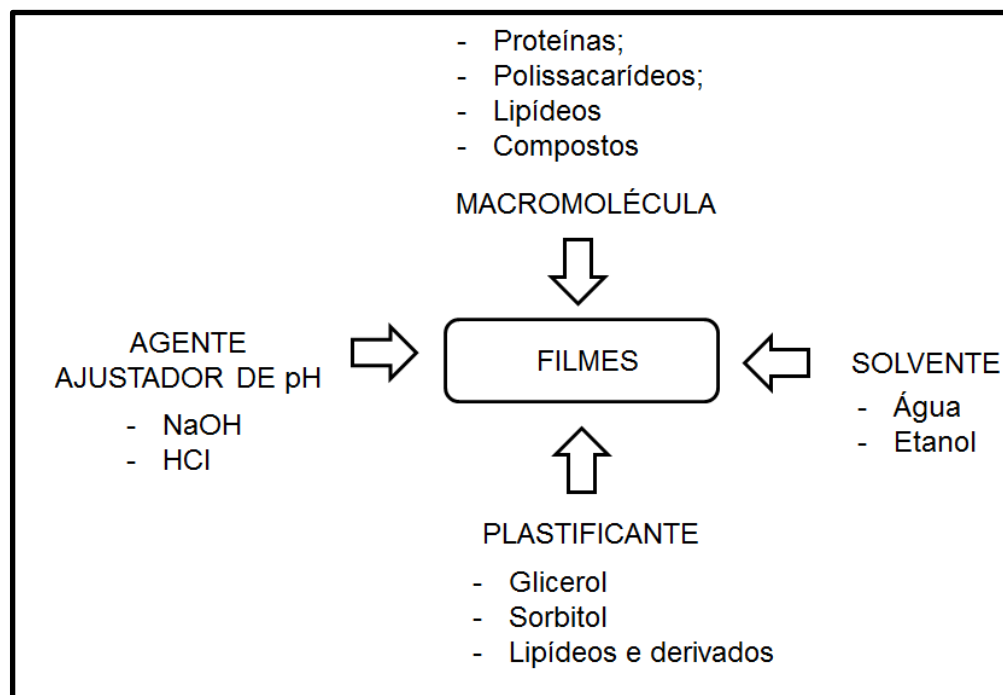 - Proteínas;
- Polissacarídeos;
- Lipídeos
- Compostos
MACROMOLÉCULA
AGENTE
AJUSTADOR DE pH
- NaOH
- HCl
FILMES
SOLVENTE
- Água
- Etanol
PLASTIFICANTE
- Glicerol
- Sorbitol
- Lipídeos e derivados